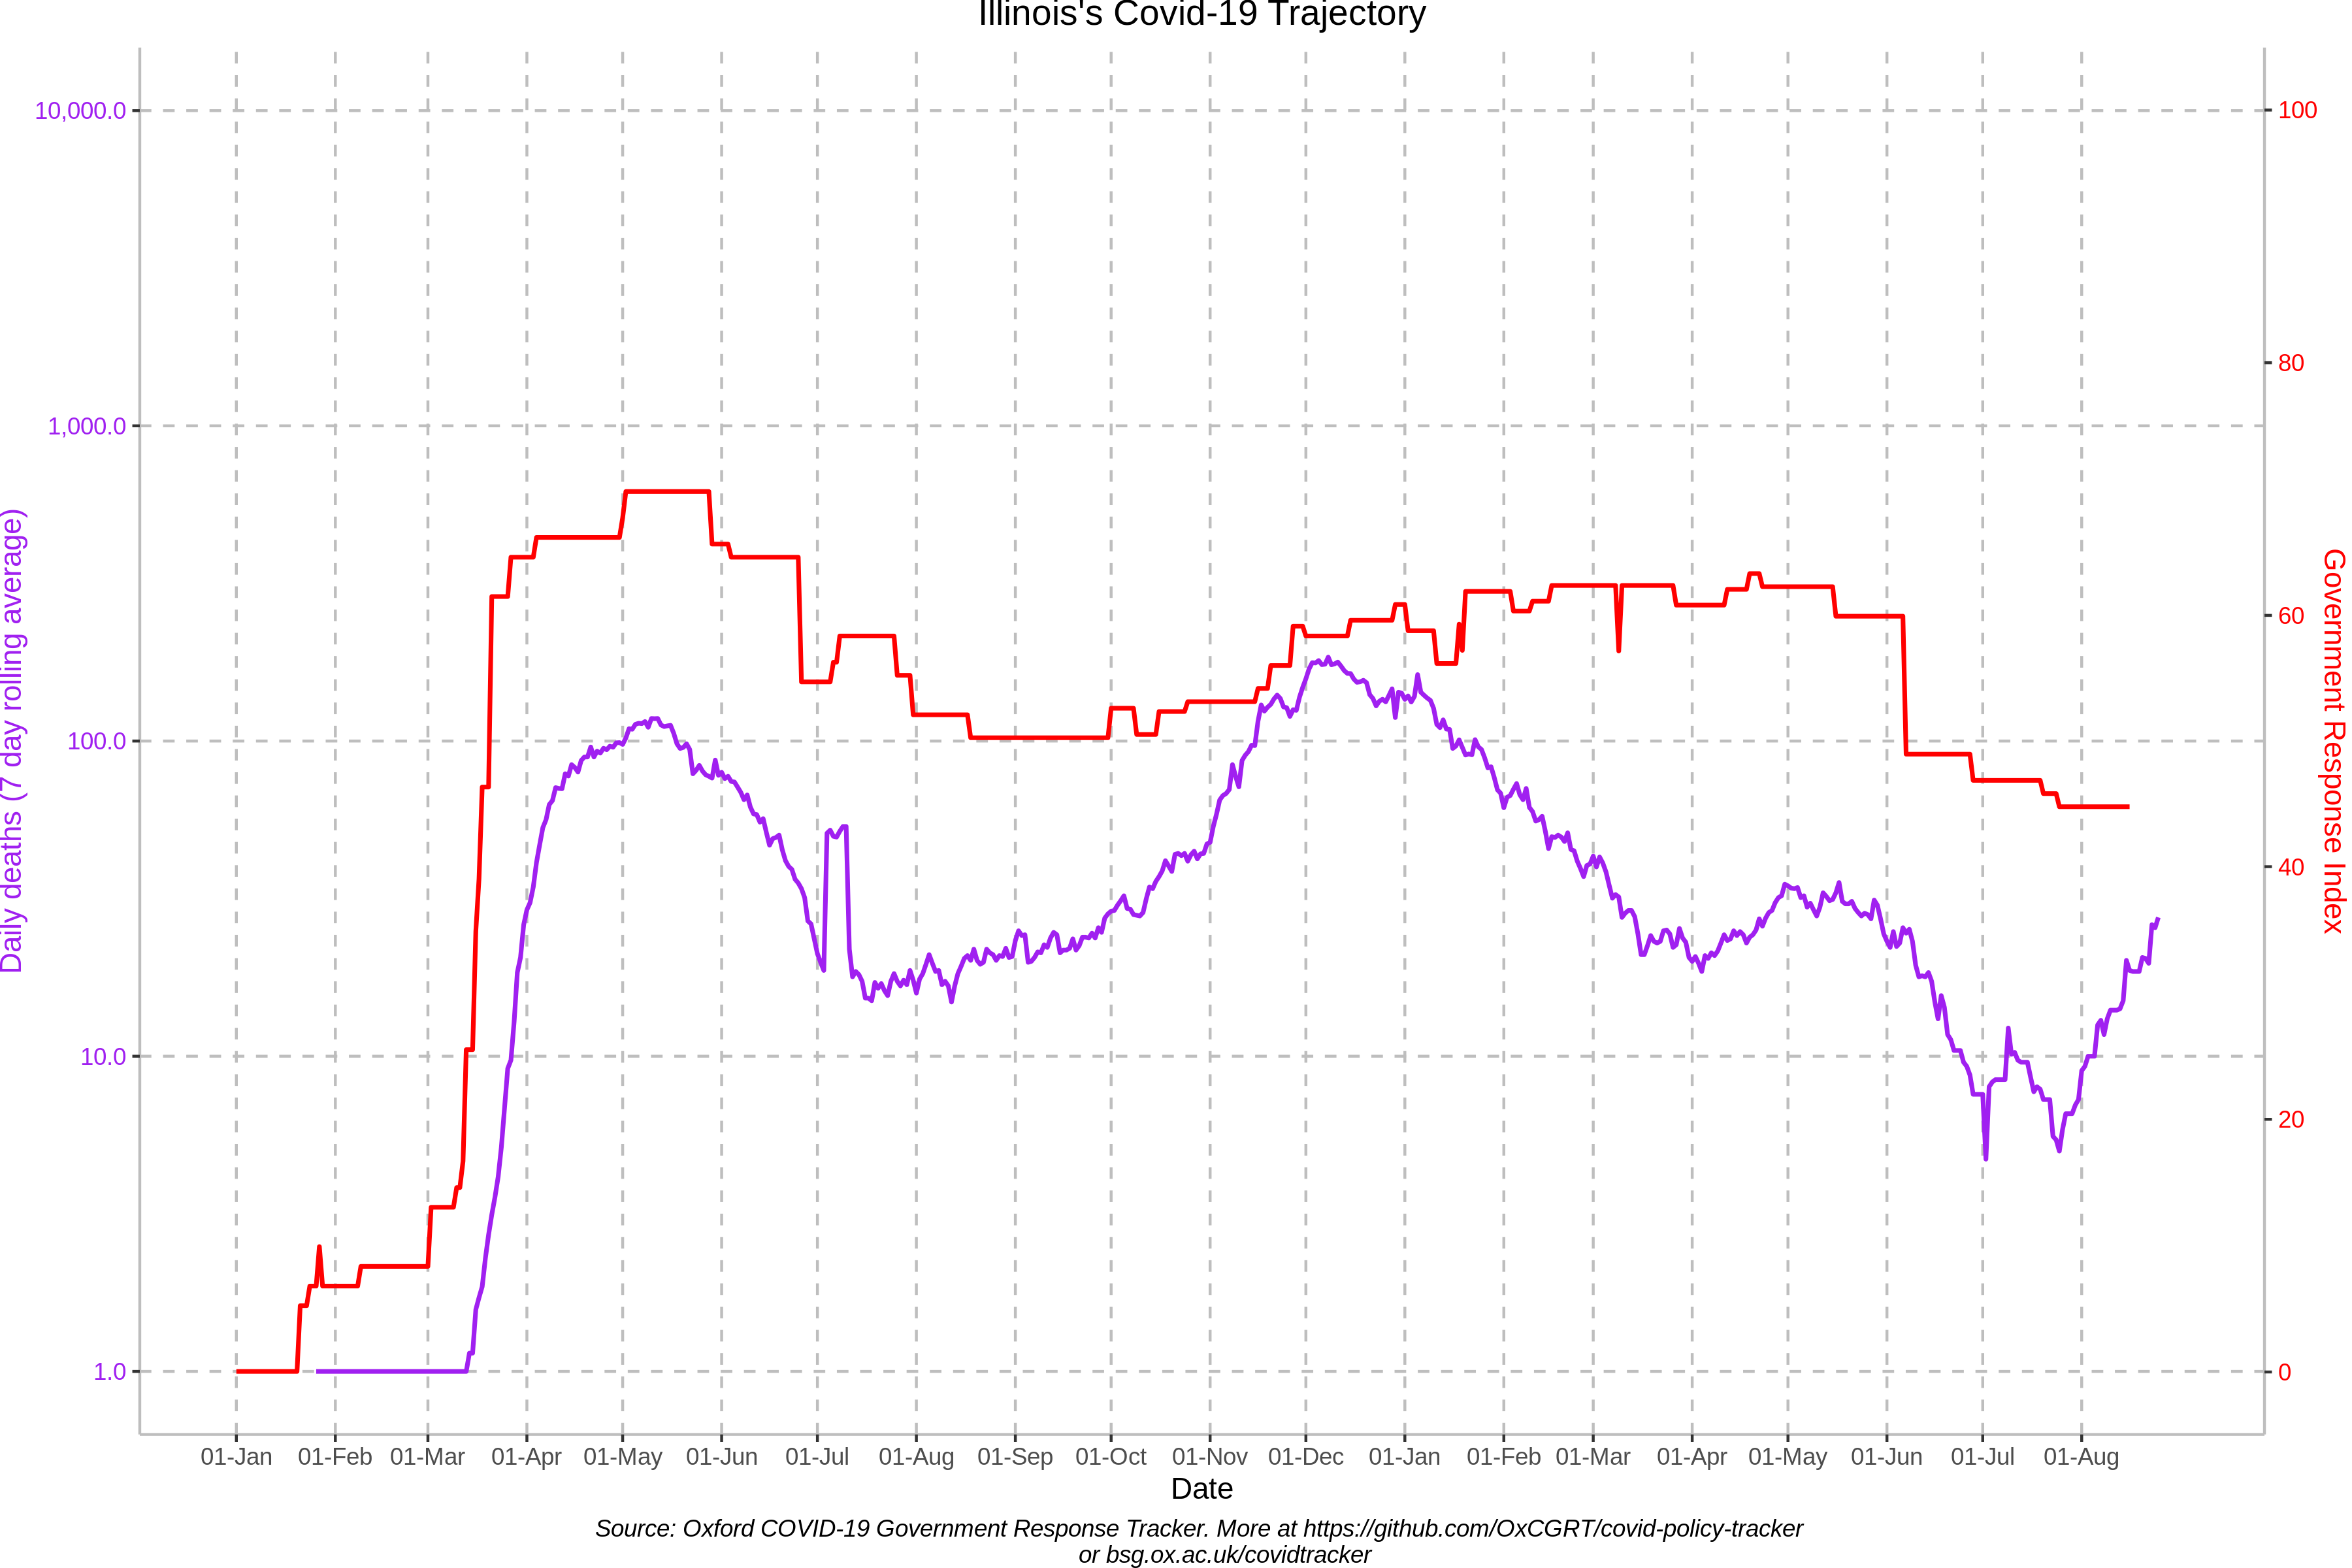 Illinois's Covid-19 Trajectory
10,000.0
1,000.0
100.0
10.0
1.0
Daily deaths (7 day rolling average)
100
80
60
40
20
0
Government Response Index
01-Jan 01-Feb 01-Mar 01-Apr 01-May 01-Jun 01-Jul 01-Aug 01-Sep 01-Oct 01-Nov 01-Dec 01-Jan 01-Feb 01-Mar 01-Apr 01-May 01-Jun 01-Jul 01-Aug
Date
Source: Oxford COVID-19 Government Response Tracker. More at https://github.com/OxCGRT/covid-policy-tracker
or bsg.ox.ac.uk/covidtracker